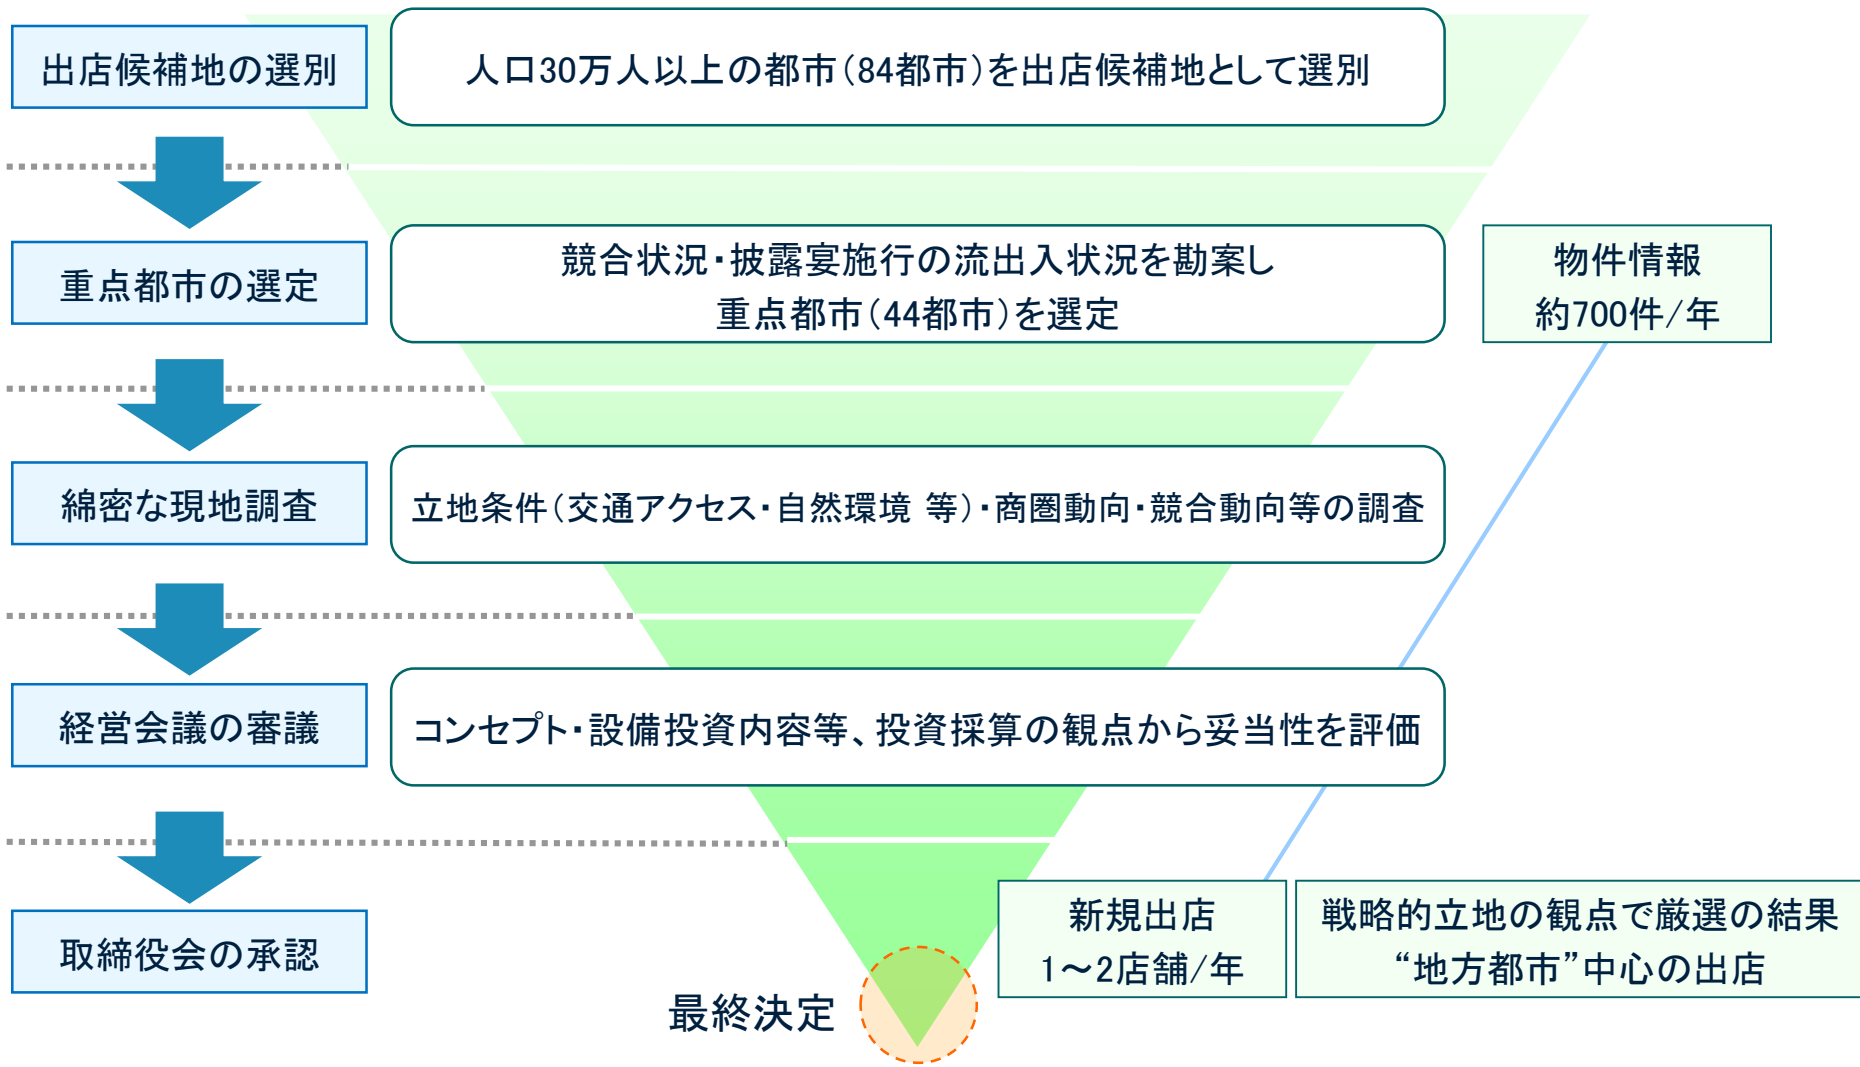 出店候補地の選別
人口30万人以上の都市（84都市）を出店候補地として選別
重点都市の選定
競合状況・披露宴施行の流出入状況を勘案し
重点都市（44都市）を選定
物件情報
約700件/年
綿密な現地調査
立地条件（交通アクセス・自然環境 等）・商圏動向・競合動向等の調査
経営会議の審議
コンセプト・設備投資内容等、投資採算の観点から妥当性を評価
取締役会の承認
新規出店
1～2店舗/年
戦略的立地の観点で厳選の結果
“地方都市”中心の出店
最終決定